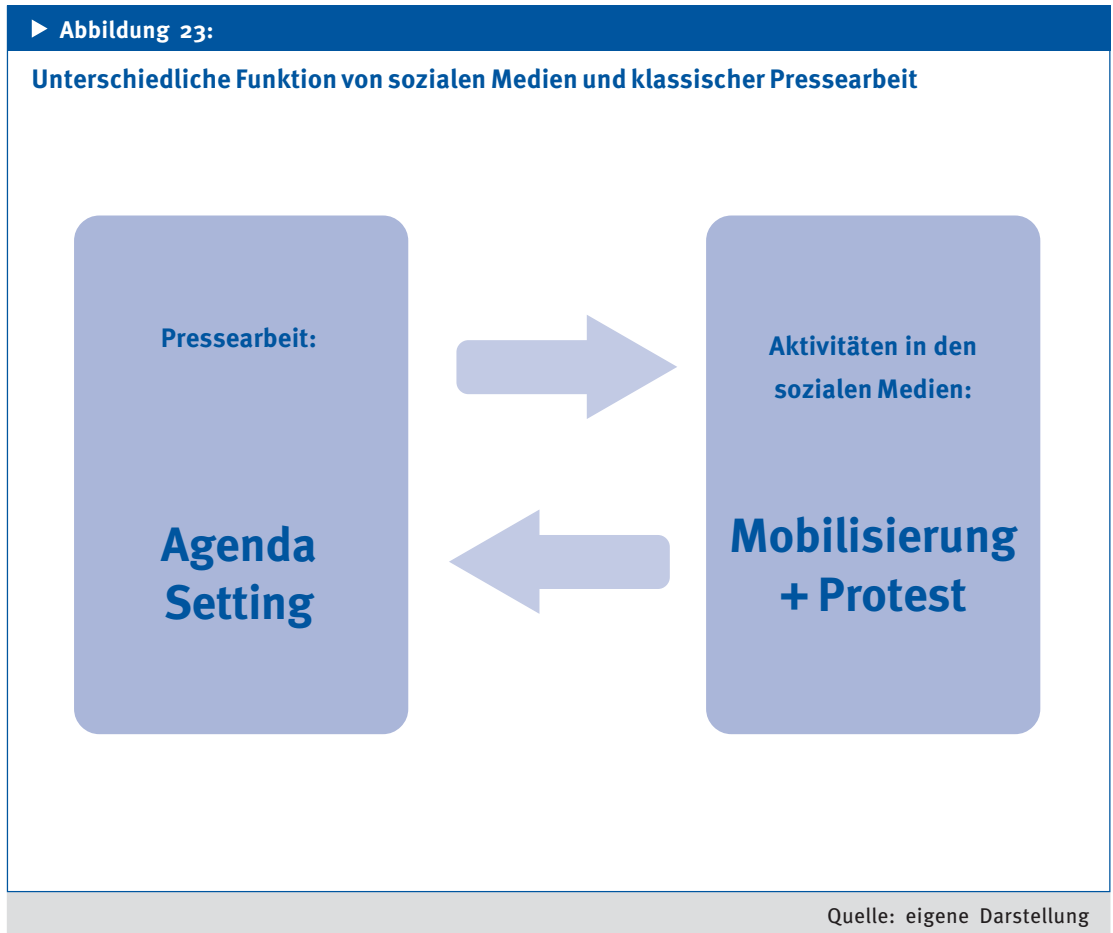 ▶ Abbildung 23:
Unterschiedliche Funktion von sozialen Medien und klassischer Pressearbeit
Pressearbeit:
Agenda
Setting
Aktivitäten in den
sozialen Medien:
Mobilisierung
+ Protest
Quelle: eigene Darstellung